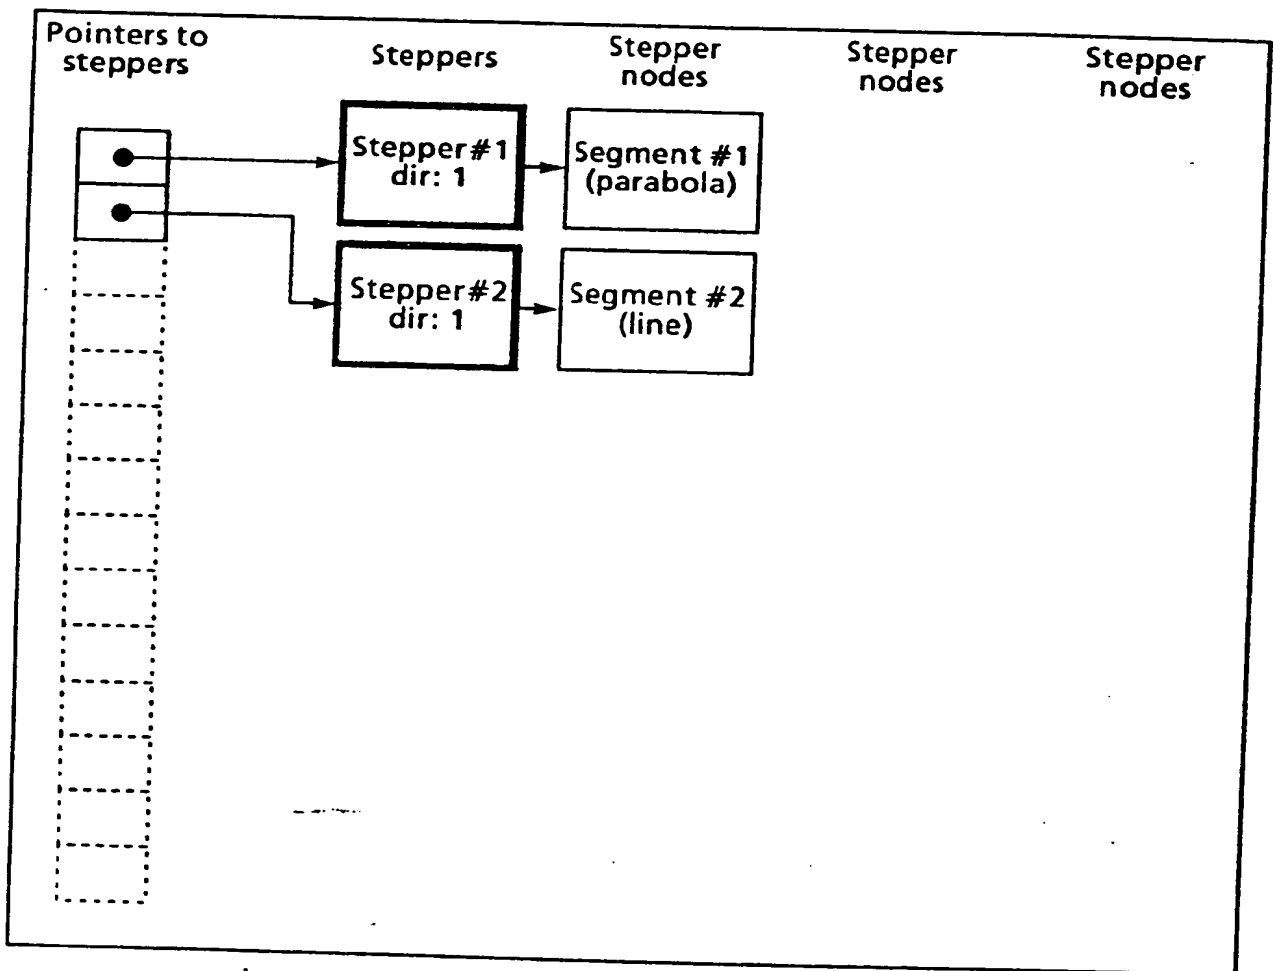 Pointers to
steppers
Steppers
Stepper
nodes
Stepper
nodes
Stepper
nodes
Stepper#1
dir: 1
Segment #1
(parabola)
Stepper#2
dir: 1
Segment #2
(line)